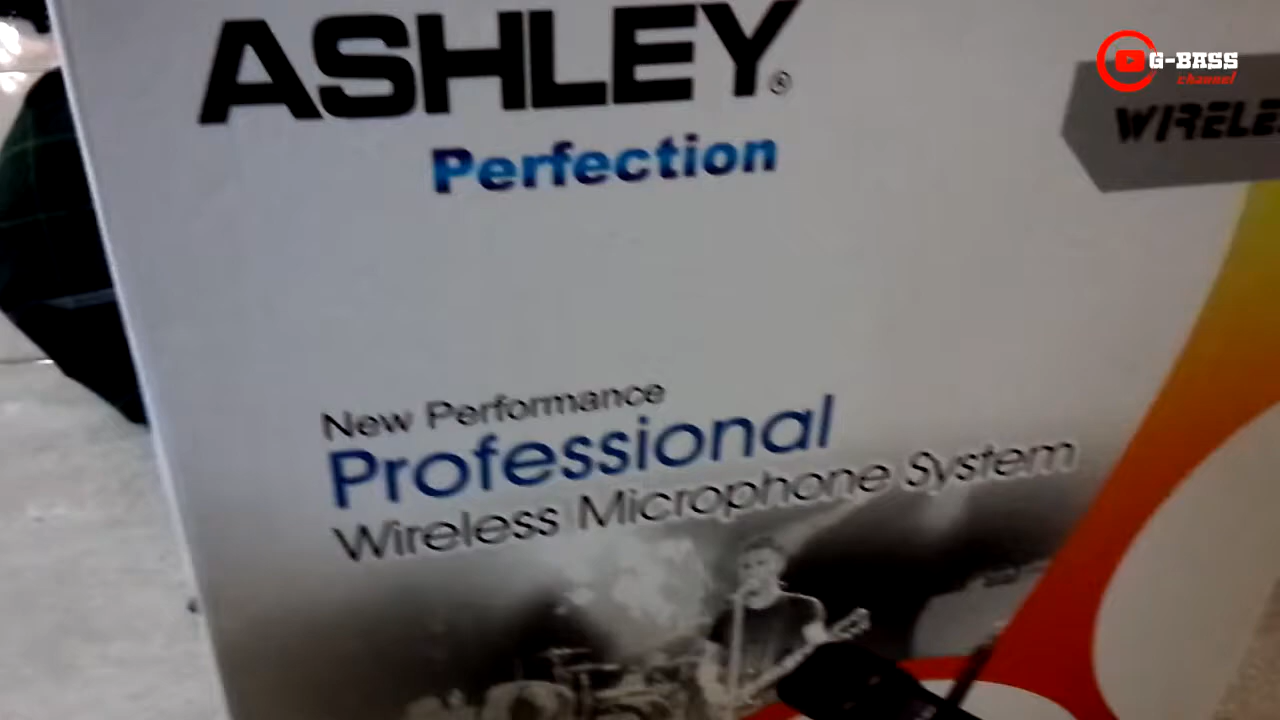 ASHLEY®
Perfection
G-BASS
channel
WIRELE
New Performance
Professional
Wireless Microphone System